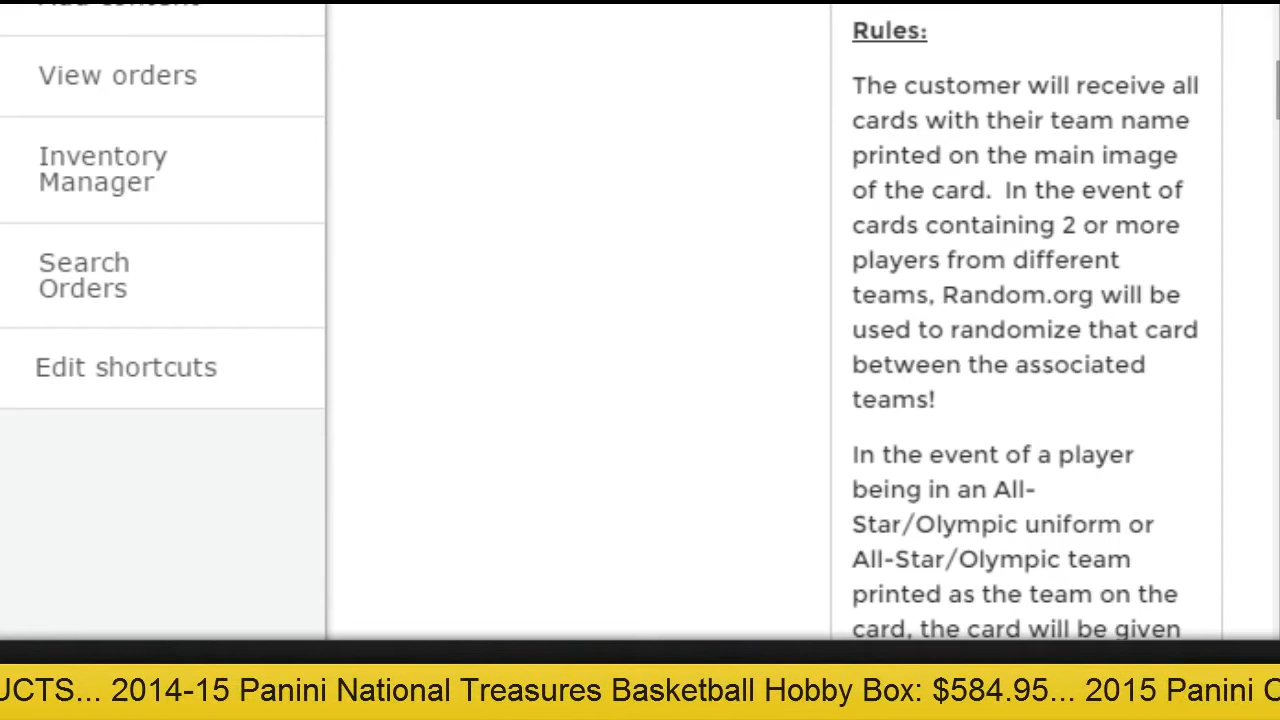 Add content
View orders
Inventory
Manager
Search
Orders
Edit shortcuts
Rules:
The customer will receive all
cards with their team name
printed on the main image
of the card.  In the event of
cards containing 2 or more
players from different
teams, Random.org will be
used to randomize that card
between the associated
teams!
In the event of a player
being in an All-
Star/Olympic uniform or
All-Star/Olympic team
printed as the team on the
card, the card will be given
UCTS... 2014-15 Panini National Treasures Basketball Hobby Box: $584.95... 2015 Panini